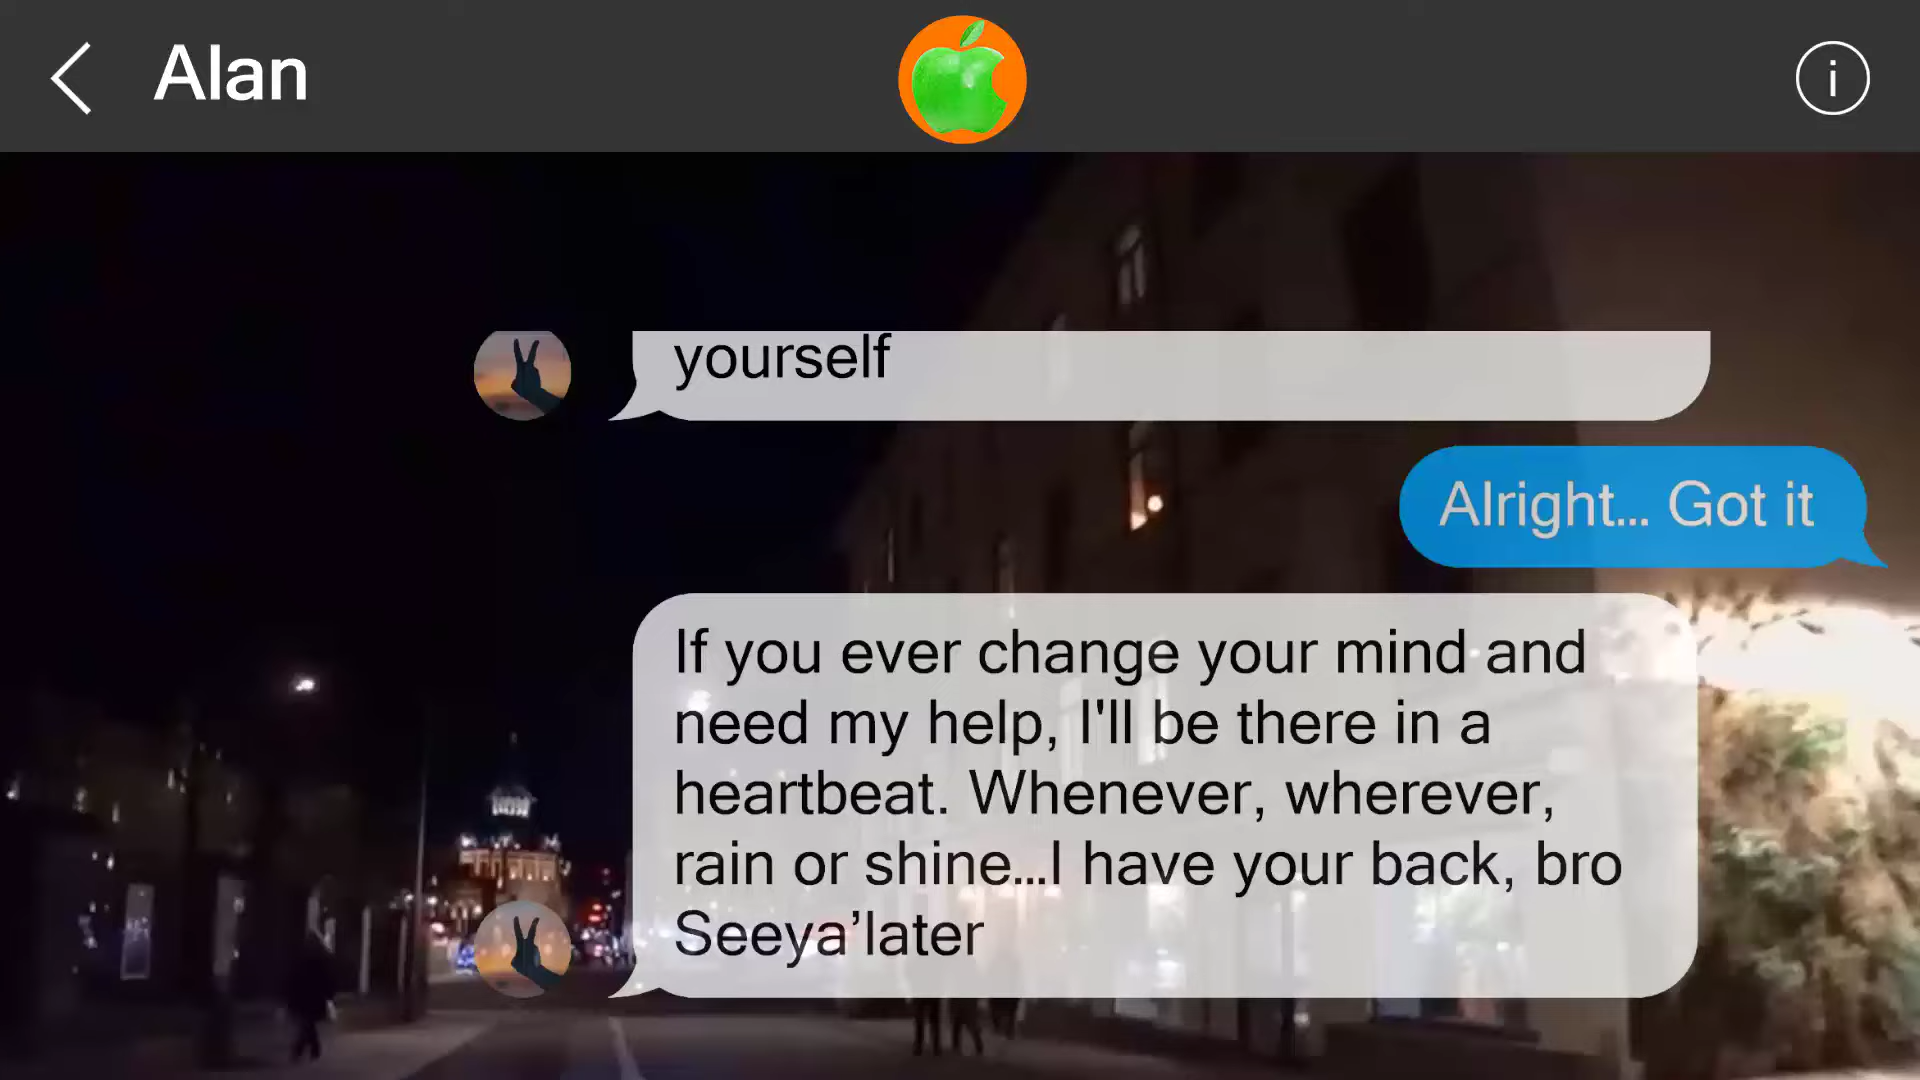 Alan
yourself
Alright... Got it
If you ever change your mind and
need my help, I'll be there in a
heartbeat. Whenever, wherever,
rain or shine...I have your back, bro
Seeya’later